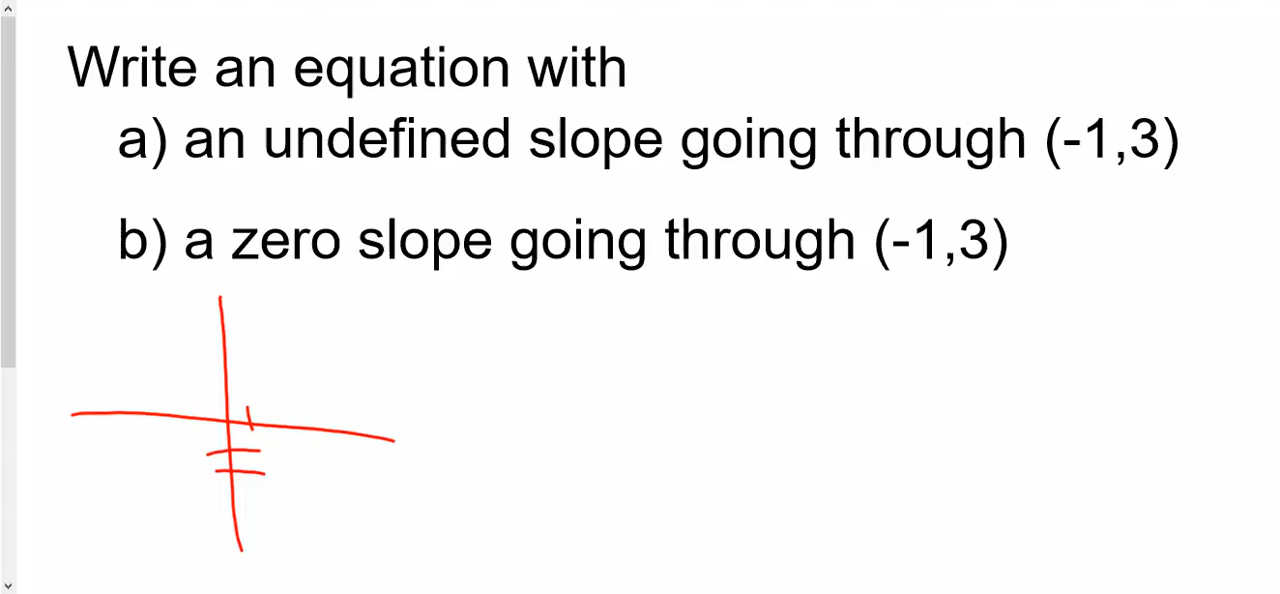 Write an equation with
a) an undefined slope going through (-1,3)
b) a zero slope going through (-1,3)